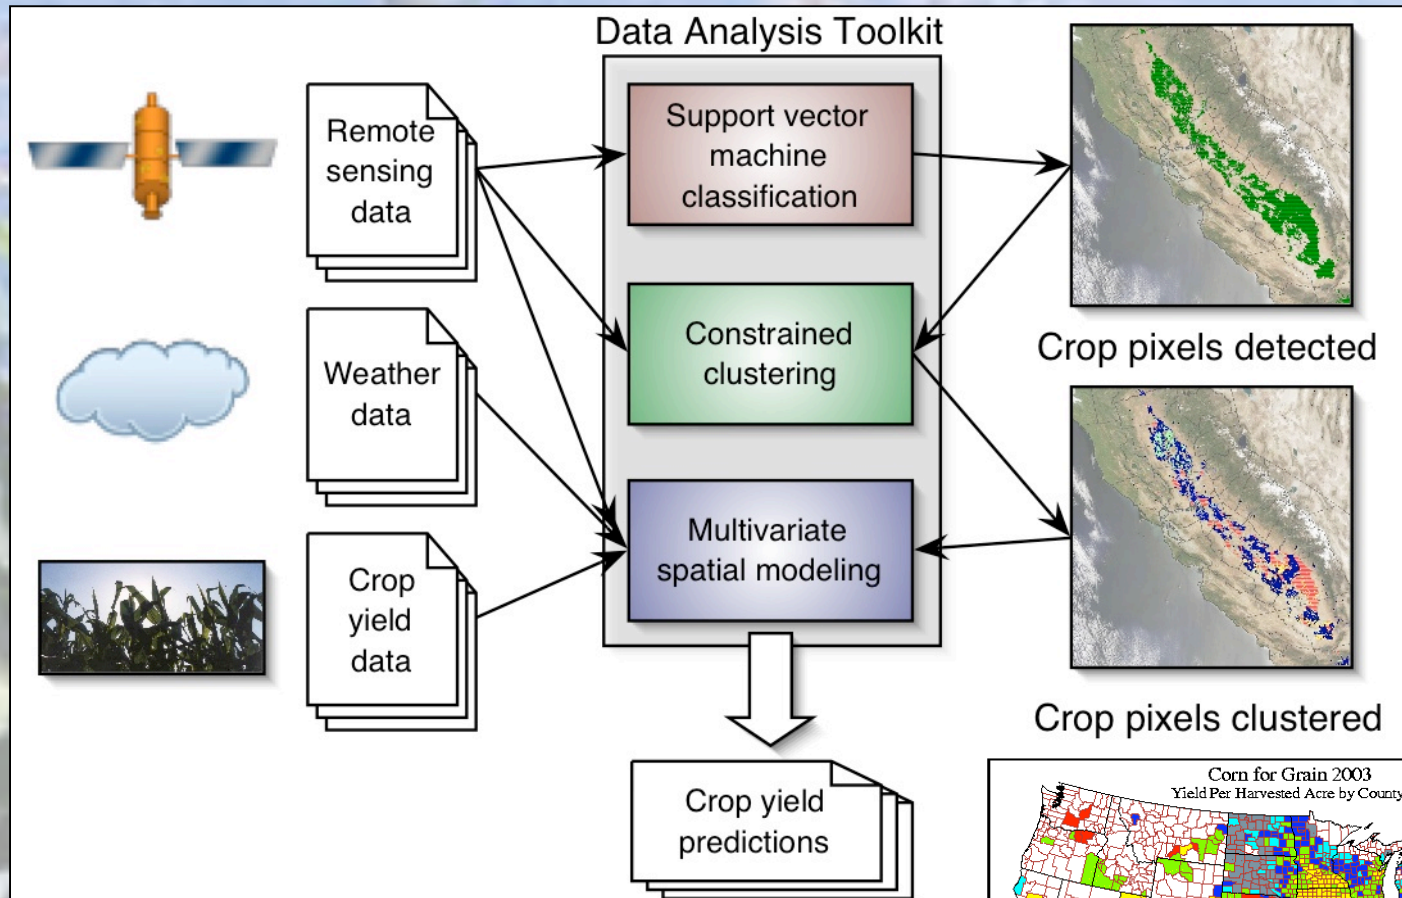 Data Analysis Toolkit
Remote
sensing
data
Support vector
machine
classification
Crop pixels detected
Weather
data
Constrained
clustering
Crop
yield
data
Multivariate
spatial modeling
Crop pixels clustered
Crop yield
predictions
Corn for Grain 2003
Yield Per Harvested Acre by County